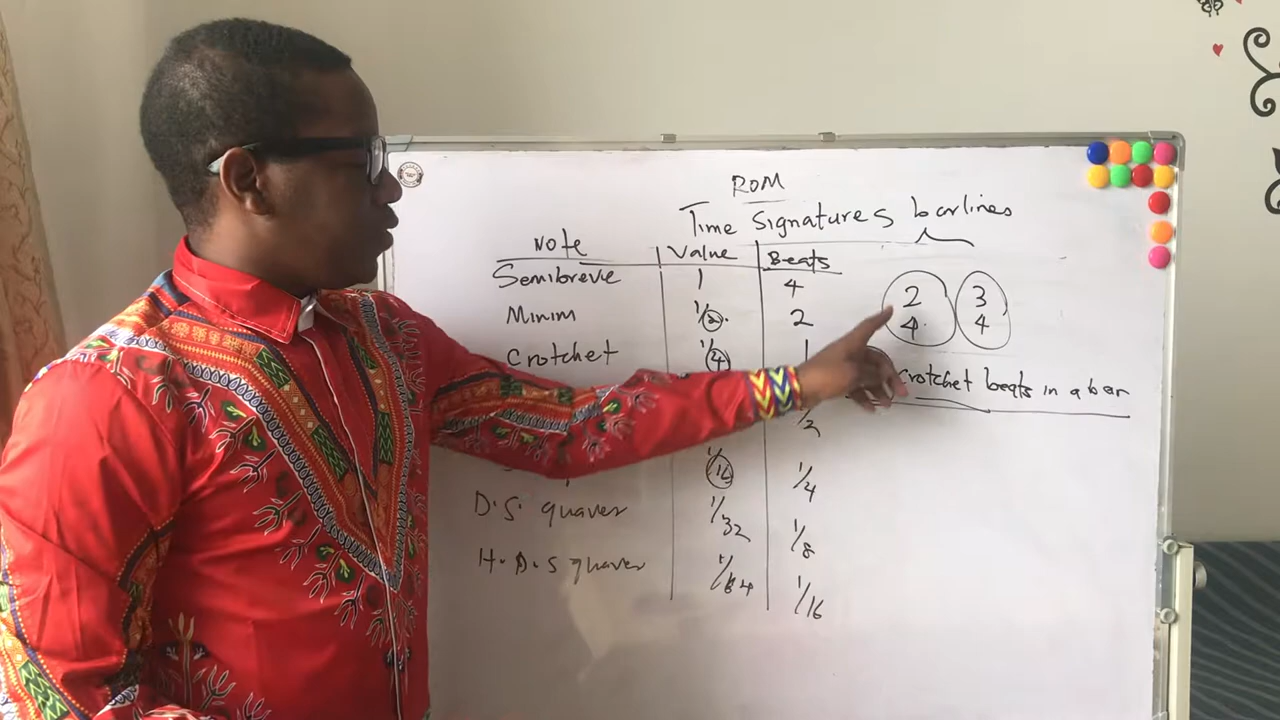 ROM
Time Signatures barlines
Note Value Beats
Semibreve 1 4
Minim 1/2 2
Crotchet 1/4 1
crotchet beats in a bar
1/2
1/16 1/4
D.S. quaver 1/32 1/8
H.D.S quaver 1/64 1/16
2 3
4 4